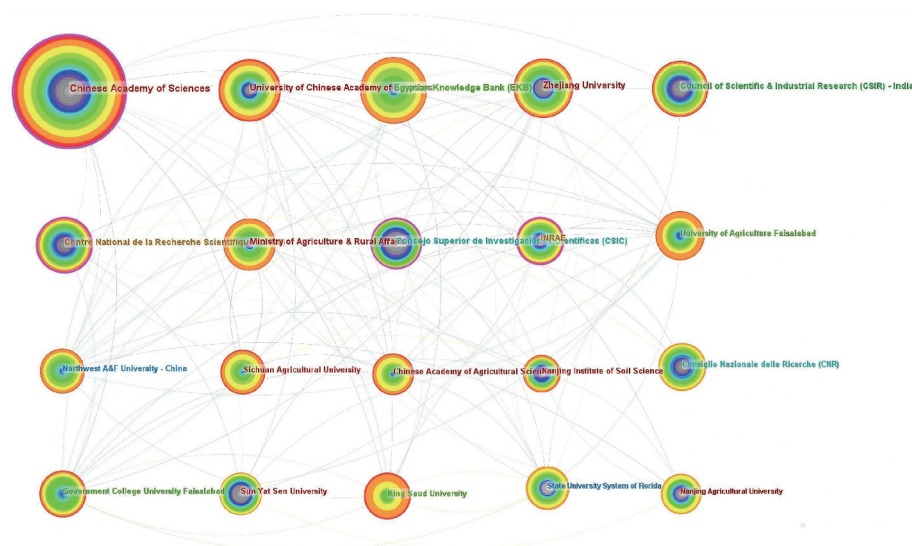 Chinese Academy of Sciences
University of Chinese Academy of
Egyptian Knowledge Bank (EKB)
Zhejiang University
Council of Scientific & Industrial Research (CSIR) - India
Centre National de la Recherche
Ministry of Agriculture & Rural
Consejo Superior de
Cientificas (CSIC)
INRAE
University of Agriculture Faisalabad
Northwest A&F University - China
Sichuan Agricultural University
Chinese Academy of Agricultural
Nanjing Institute of Soil Science
Consiglio Nazionale delle Ricerche (CNR)
Government College University Faisalabad
Sun Yat Sen University
King Saud University
State University System of Florida
Nanjing Agricultural University